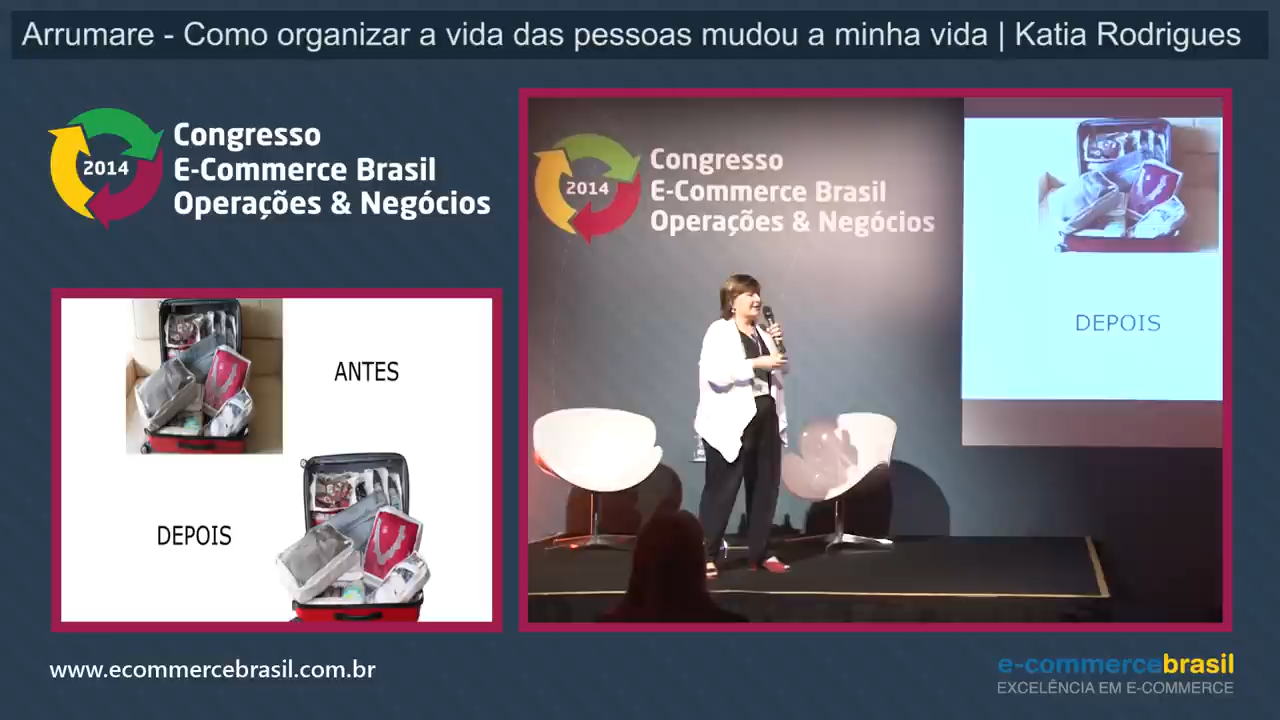 Arrumare - Como organizar a vida das pessoas mudou a minha vida | Katia Rodrigues
2014
Congresso
E-Commerce Brasil
Operações & Negócios
2014
Congresso
E-Commerce Brasil
Operações & Negócios
DEPOIS
ANTES
DEPOIS
www.ecommercebrasil.com.br
e-commercebrasil
EXCELÊNCIA EM E-COMMERCE